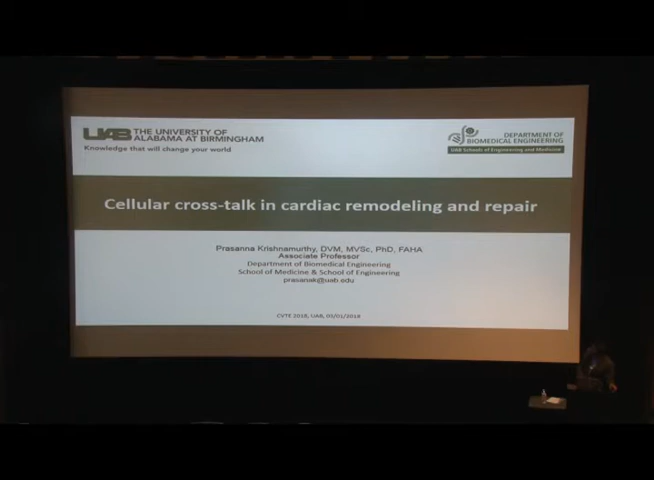 UAB THE UNIVERSITY OF
ALABAMA AT BIRMINGHAM
Knowledge that will change your world
DEPARTMENT OF
BIOMEDICAL ENGINEERING
UAB Schools of Engineering and Medicine
Cellular cross-talk in cardiac remodeling and repair
Prasanna Krishnamurthy, DVM, MVSc, PhD, FAHA
Associate Professor
Department of Biomedical Engineering
School of Medicine & School of Engineering
prasanak@uab.edu
CVTE 2018, UAB, 03/01/2018